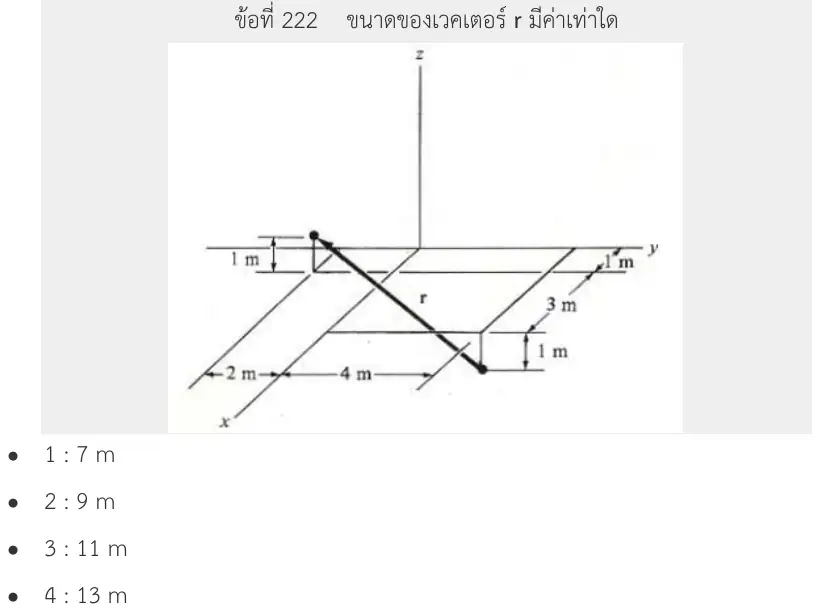 ข้อที่ 222 ขนาดของเวคเตอร์ r มีค่าเท่าใด
z
y
1 m
1 m
r
3 m
1 m
2 m
4 m
x
1 : 7 m
2 : 9 m
3 : 11 m
4 : 13 m